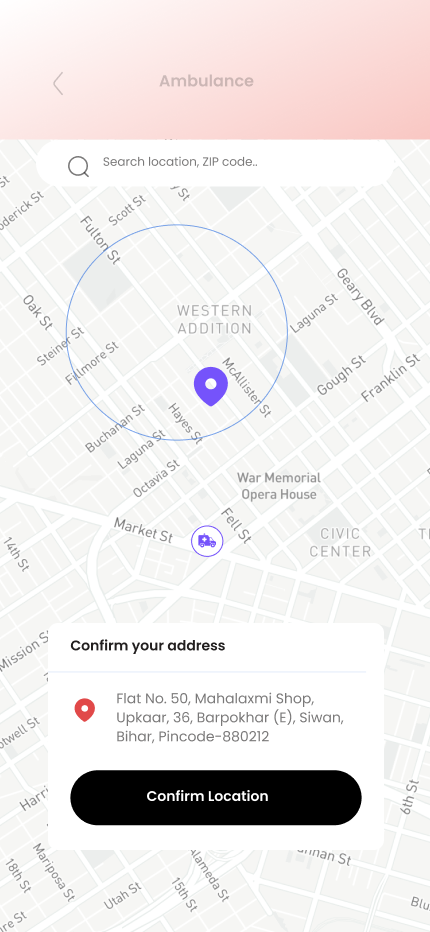 Ambulance
Search location, ZIP code..
Scott St
Fulton St
Oak St
Geary Blvd
WESTERN
ADDITION
Laguna St
Steiner St
Fillmore St
McAllister St
Gough St
Franklin St
Hayes St
Buchanan St
Laguna St
Octavia St
War Memorial
Opera House
Market St
Fell St
CIVIC
CENTER
14th St
Confirm your address
Mission S
Flat No. 50, Mahalaxmi Shop,
Upkaar, 36, Barpokhar (E), Siwan,
Bihar, Pincode-880212
Confirm Location
6th St
Harri
nnan St
18th St
Mariposa St
Alameda St
Utah St
15th St
Blu